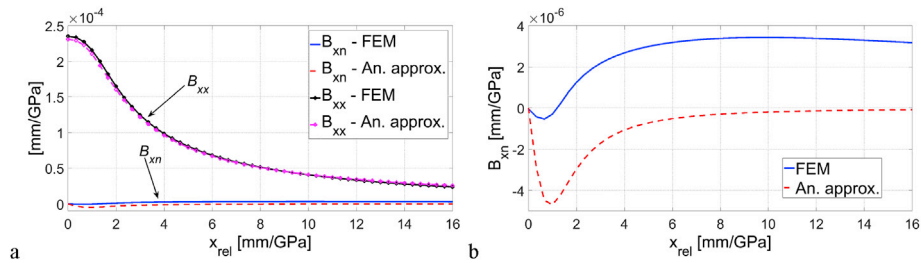 ×10⁻⁴
2.5
2
1.5
1
0.5
0
[mm/GPa]
B_xn - FEM
B_xn - An. approx.
B_xx - FEM
B_xx - An. approx.
B_xx
B_xn
0 2 4 6 8 10 12 14 16
x_rel [mm/GPa]
a
×10⁻⁶
4
2
0
-2
-4
B_xn [mm/GPa]
FEM
An. approx.
0 2 4 6 8 10 12 14 16
x_rel [mm/GPa]
b